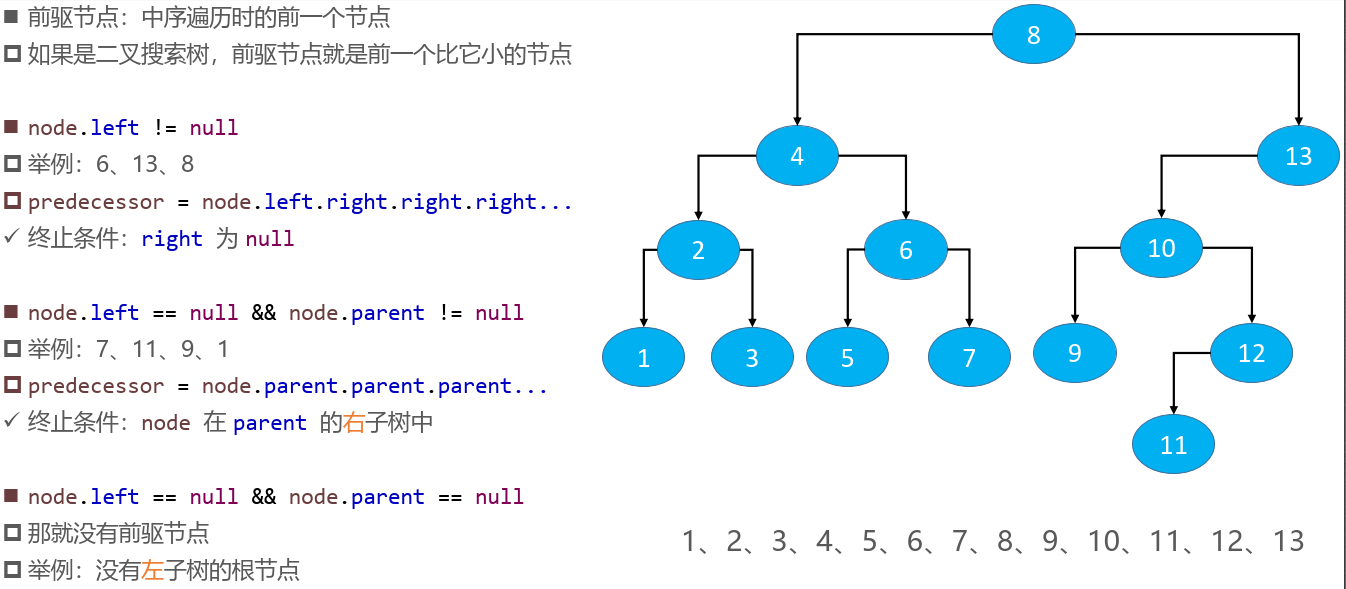 前驱节点：中序遍历时的前一个节点
如果是二叉搜索树，前驱节点就是前一个比它小的节点
node.left != null
举例：6、13、8
predecessor = node.left.right.right.right...
终止条件：right 为 null
node.left == null && node.parent != null
举例：7、11、9、1
predecessor = node.parent.parent.parent...
终止条件：node 在 parent 的右子树中
node.left == null && node.parent == null
那就没有前驱节点
举例：没有左子树的根节点
8
4
13
2
6
10
1
3
5
7
9
12
11
1、2、3、4、5、6、7、8、9、10、11、12、13